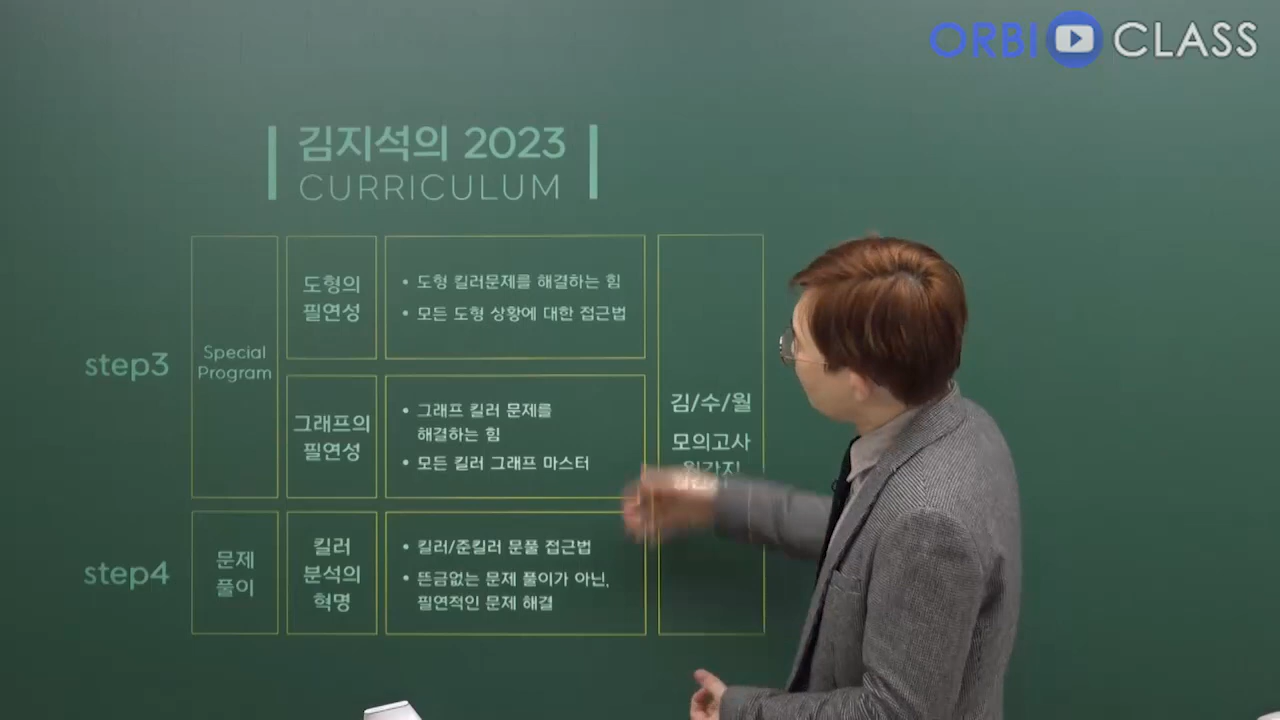 ORBI CLASS
김지석의 2023
CURRICULUM
step3
Special
Program
도형의
필연성
• 도형 킬러문제를 해결하는 힘
• 모든 도형 상황에 대한 접근법
그래프의
필연성
• 그래프 킬러 문제를
해결하는 힘
• 모든 킬러 그래프 마스터
김/수/월
모의고사
월간지
step4
문제
풀이
킬러
분석의
혁명
• 킬러/준킬러 문풀 접근법
• 뜬금없는 문제 풀이가 아닌,
필연적인 문제 해결